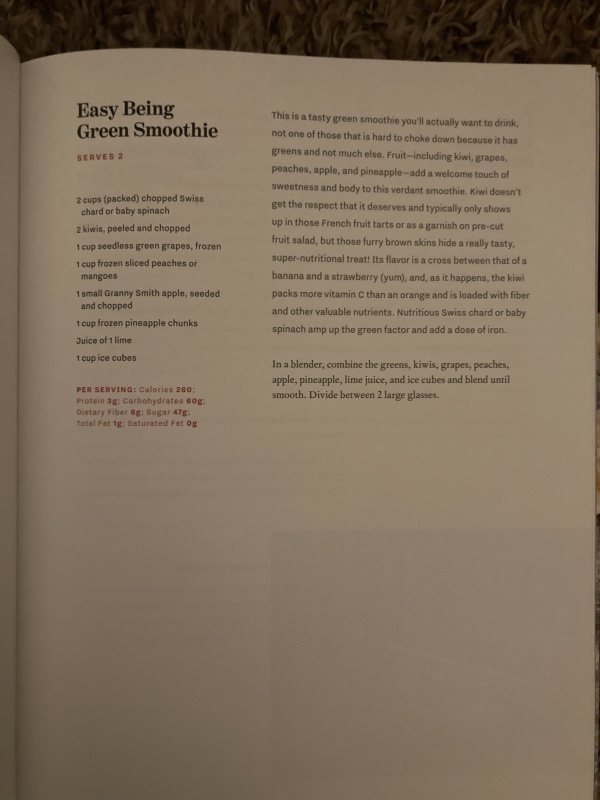 Easy Being
Green Smoothie
SERVES 2
2 cups (packed) chopped Swiss
chard or baby spinach
2 kiwis, peeled and chopped
1 cup seedless green grapes, frozen
1 cup frozen sliced peaches or
mangoes
1 small Granny Smith apple, seeded
and chopped
1 cup frozen pineapple chunks
Juice of 1 lime
1 cup ice cubes
PER SERVING: Calories 260;
Protein 3g; Carbohydrates 60g;
Dietary Fiber 8g; Sugar 47g;
Total Fat 1g; Saturated Fat 0g
This is a tasty green smoothie you'll actually want to drink,
not one of those that is hard to choke down because it has
greens and not much else. Fruit—including kiwi, grapes,
peaches, apple, and pineapple—add a welcome touch of
sweetness and body to this verdant smoothie. Kiwi doesn't
get the respect that it deserves and typically only shows
up in those French fruit tarts or as a garnish on pre-cut
fruit salad, but those furry brown skins hide a really tasty,
super-nutritional treat! Its flavor is a cross between that of a
banana and a strawberry (yum), and, as it happens, the kiwi
packs more vitamin C than an orange and is loaded with fiber
and other valuable nutrients. Nutritious Swiss chard or baby
spinach amp up the green factor and add a dose of iron.
In a blender, combine the greens, kiwis, grapes, peaches,
apple, pineapple, lime juice, and ice cubes and blend until
smooth. Divide between 2 large glasses.